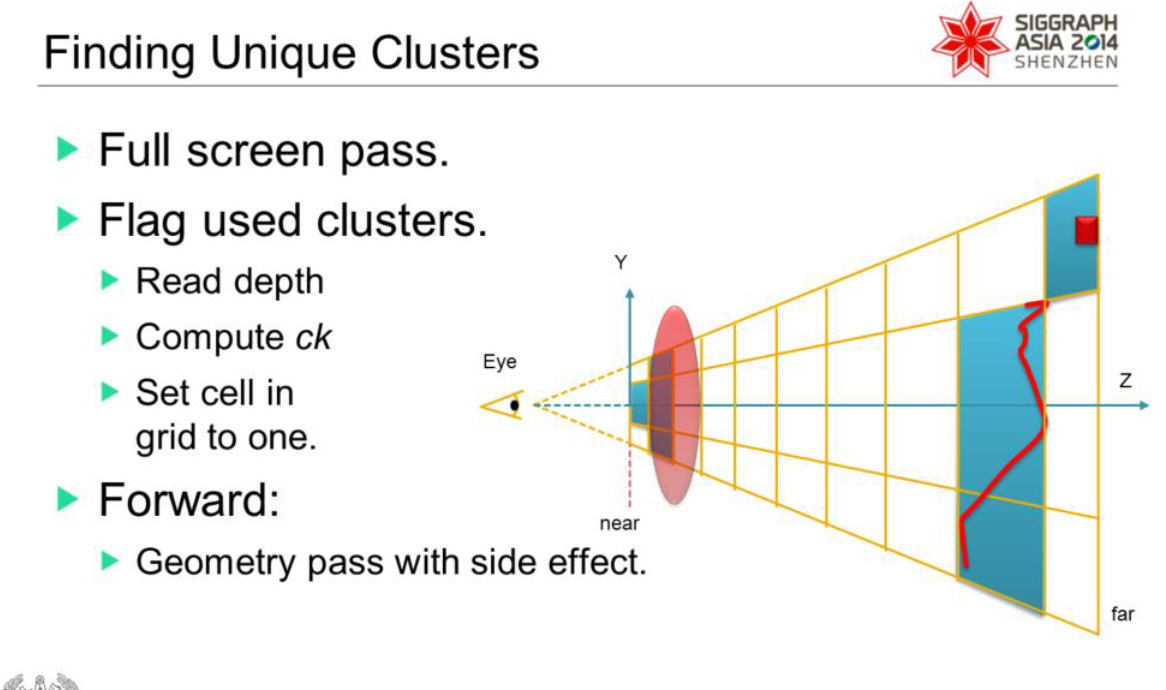 Finding Unique Clusters
SIGGRAPH
ASIA 2014
SHENZHEN
Full screen pass.
Flag used clusters.
Read depth
Compute ck
Set cell in
grid to one.
Forward:
Geometry pass with side effect.
Y
Eye
Z
near
far